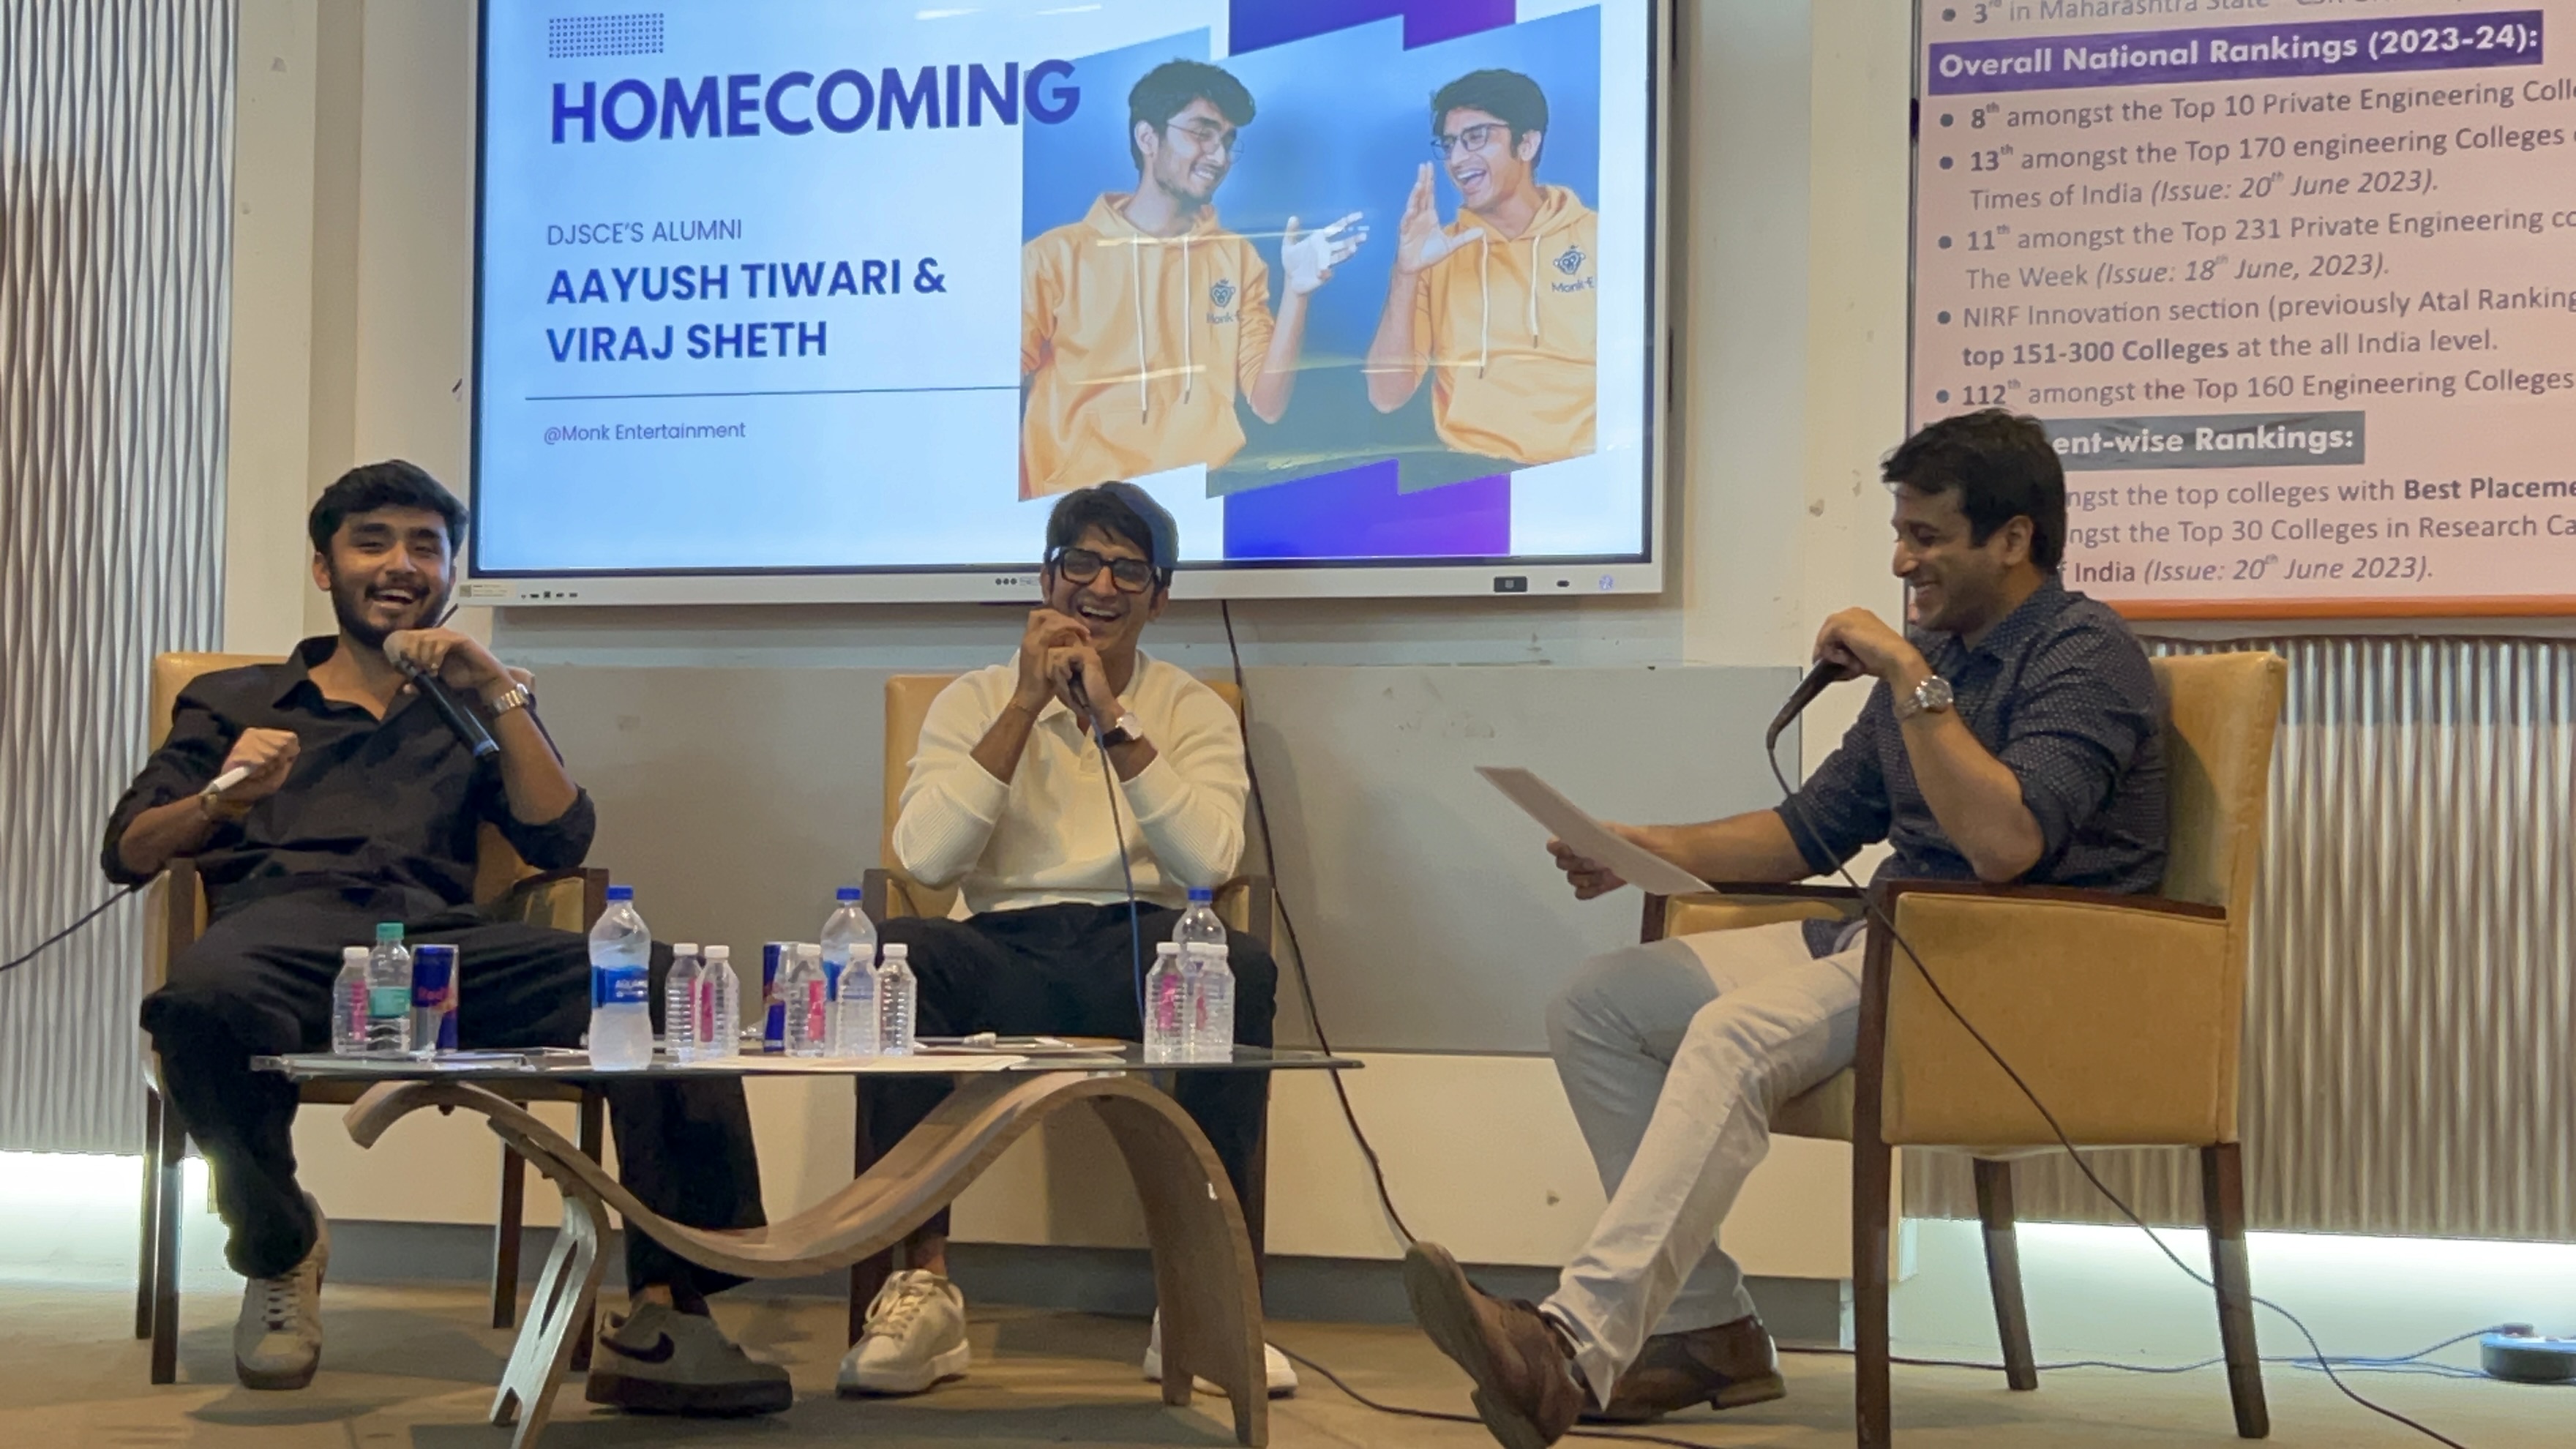 HOMECOMING
DJSCE'S ALUMNI
AAYUSH TIWARI &
VIRAJ SHETH
@Monk Entertainment
Monk-E
Monk-E
3rd in Maharashtra State
Overall National Rankings (2023-24):
8th amongst the Top 10 Private Engineering
13th amongst the Top 170 engineering Colleges
Times of India (Issue: 20th June 2023).
11th amongst the Top 231 Private Engineering
The Week (Issue: 18th June, 2023).
NIRF Innovation section (previously Atal Ranking
top 151-300 Colleges at the all India level.
112th amongst the Top 160 Engineering Colleges
ent-wise Rankings:
ngst the top colleges with Best Placeme
ngst the Top 30 Colleges in Research Ca
India (Issue: 20th June 2023).